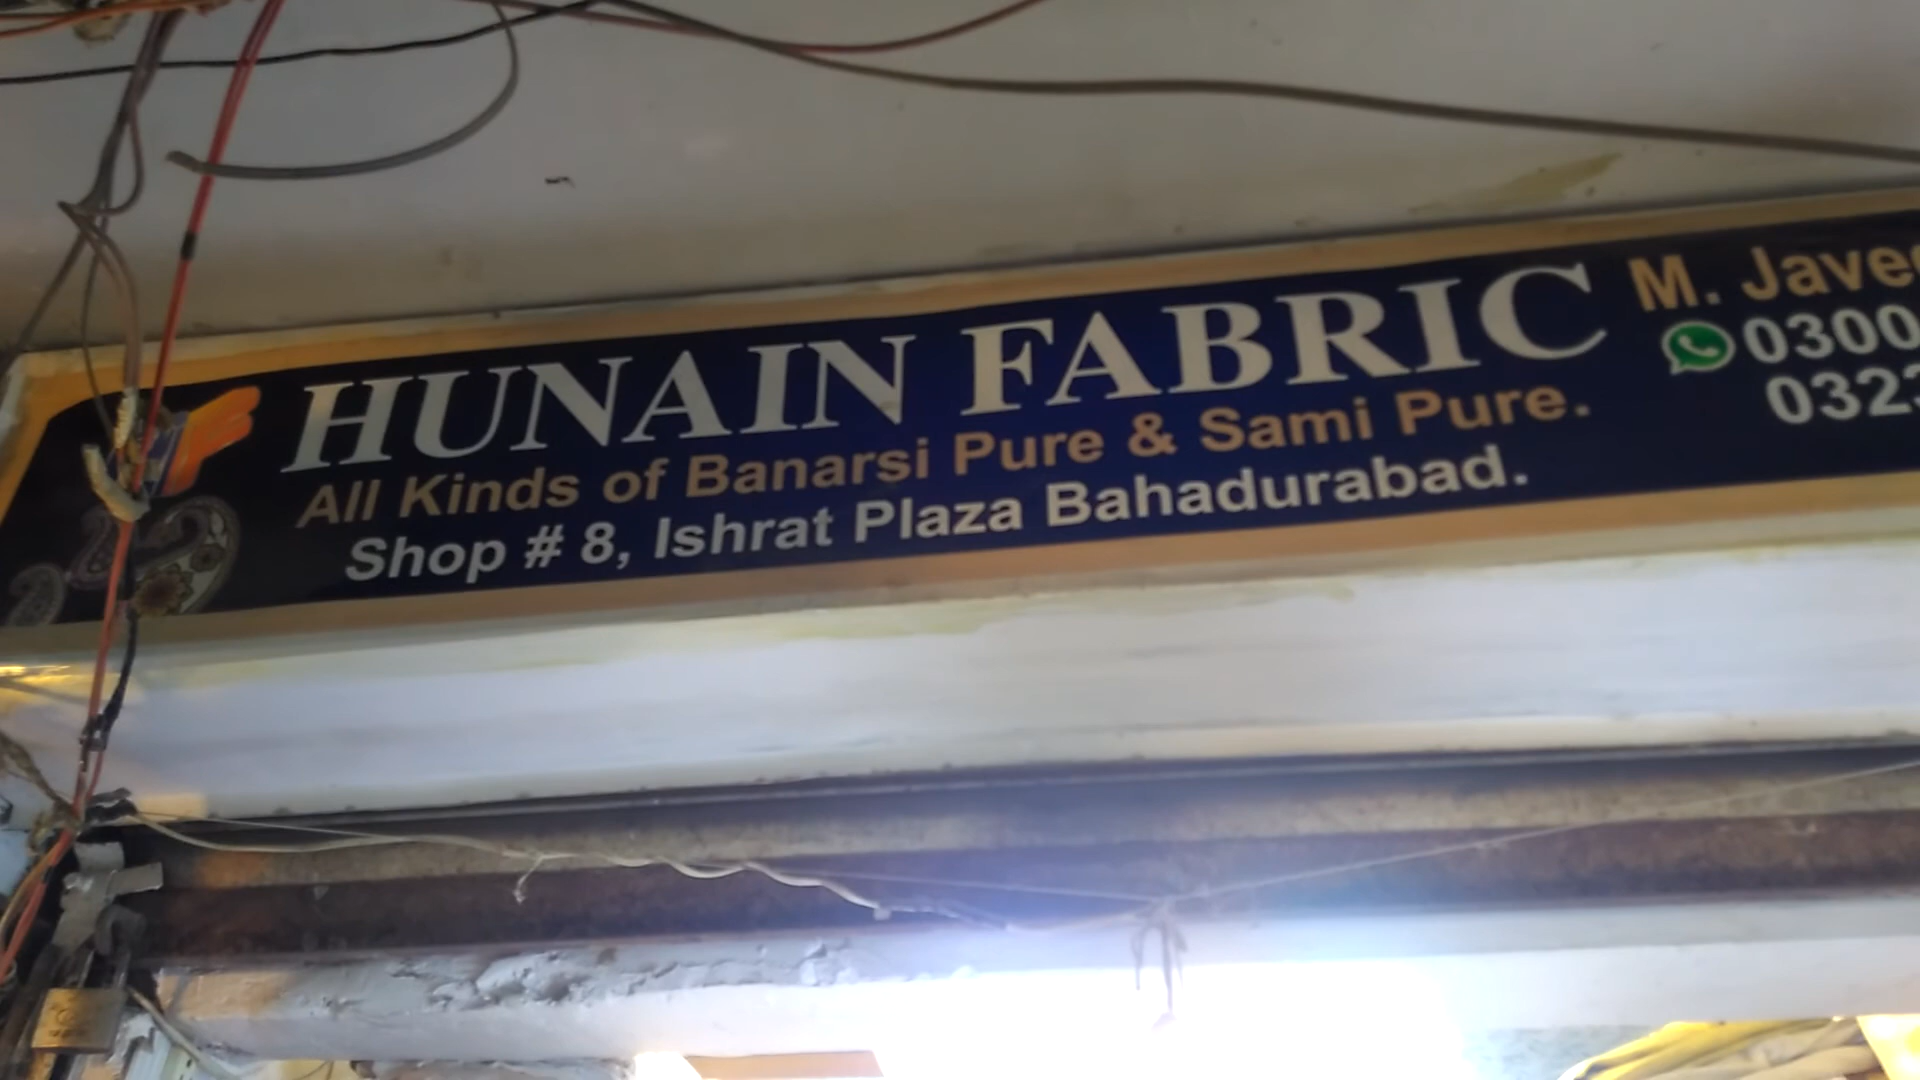 HUNAIN FABRIC
All Kinds of Banarsi Pure & Sami Pure.
Shop # 8, Ishrat Plaza Bahadurabad.
M. Javed
0300
0323